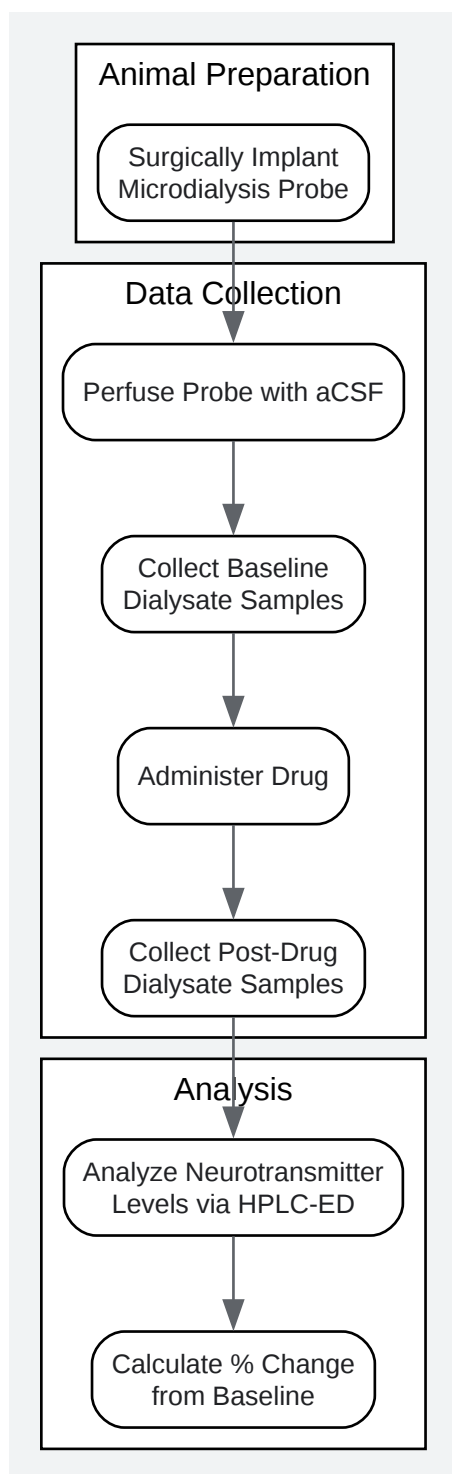 Animal Preparation
Surgically Implant
Microdialysis Probe
Data Collection
Perfuse Probe with aCSF
Collect Baseline
Dialysate Samples
Administer Drug
Collect Post-Drug
Dialysate Samples
Analysis
Analyze Neurotransmitter
Levels via HPLC-ED
Calculate % Change
from Baseline